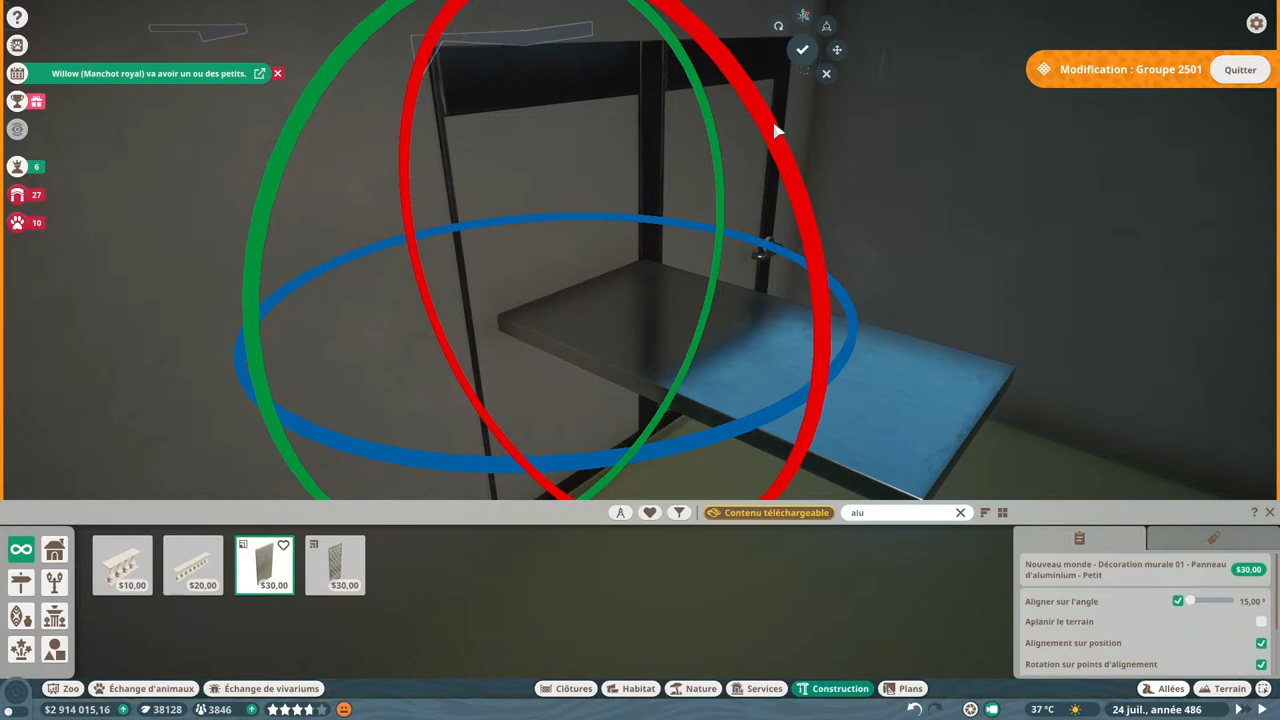 ?
Willow (Manchot royal) va avoir un ou des petits.
Modification : Groupe 2501
Quitter
6
27
10
Contenu téléchargeable
alu
?
$10,00
$20,00
$30,00
$30,00
Nouveau monde - Décoration murale 01 - Panneau
d'aluminium - Petit
$30,00
Aligner sur l'angle
15,00 °
Aplanir le terrain
Alignement sur position
Rotation sur points d'alignement
Zoo
Échange d'animaux
Échange de vivariums
Clôtures
Habitat
Nature
Services
Construction
Plans
Allées
Terrain
$2 914 015,16
38128
3846
37 °C
24 juil., année 486